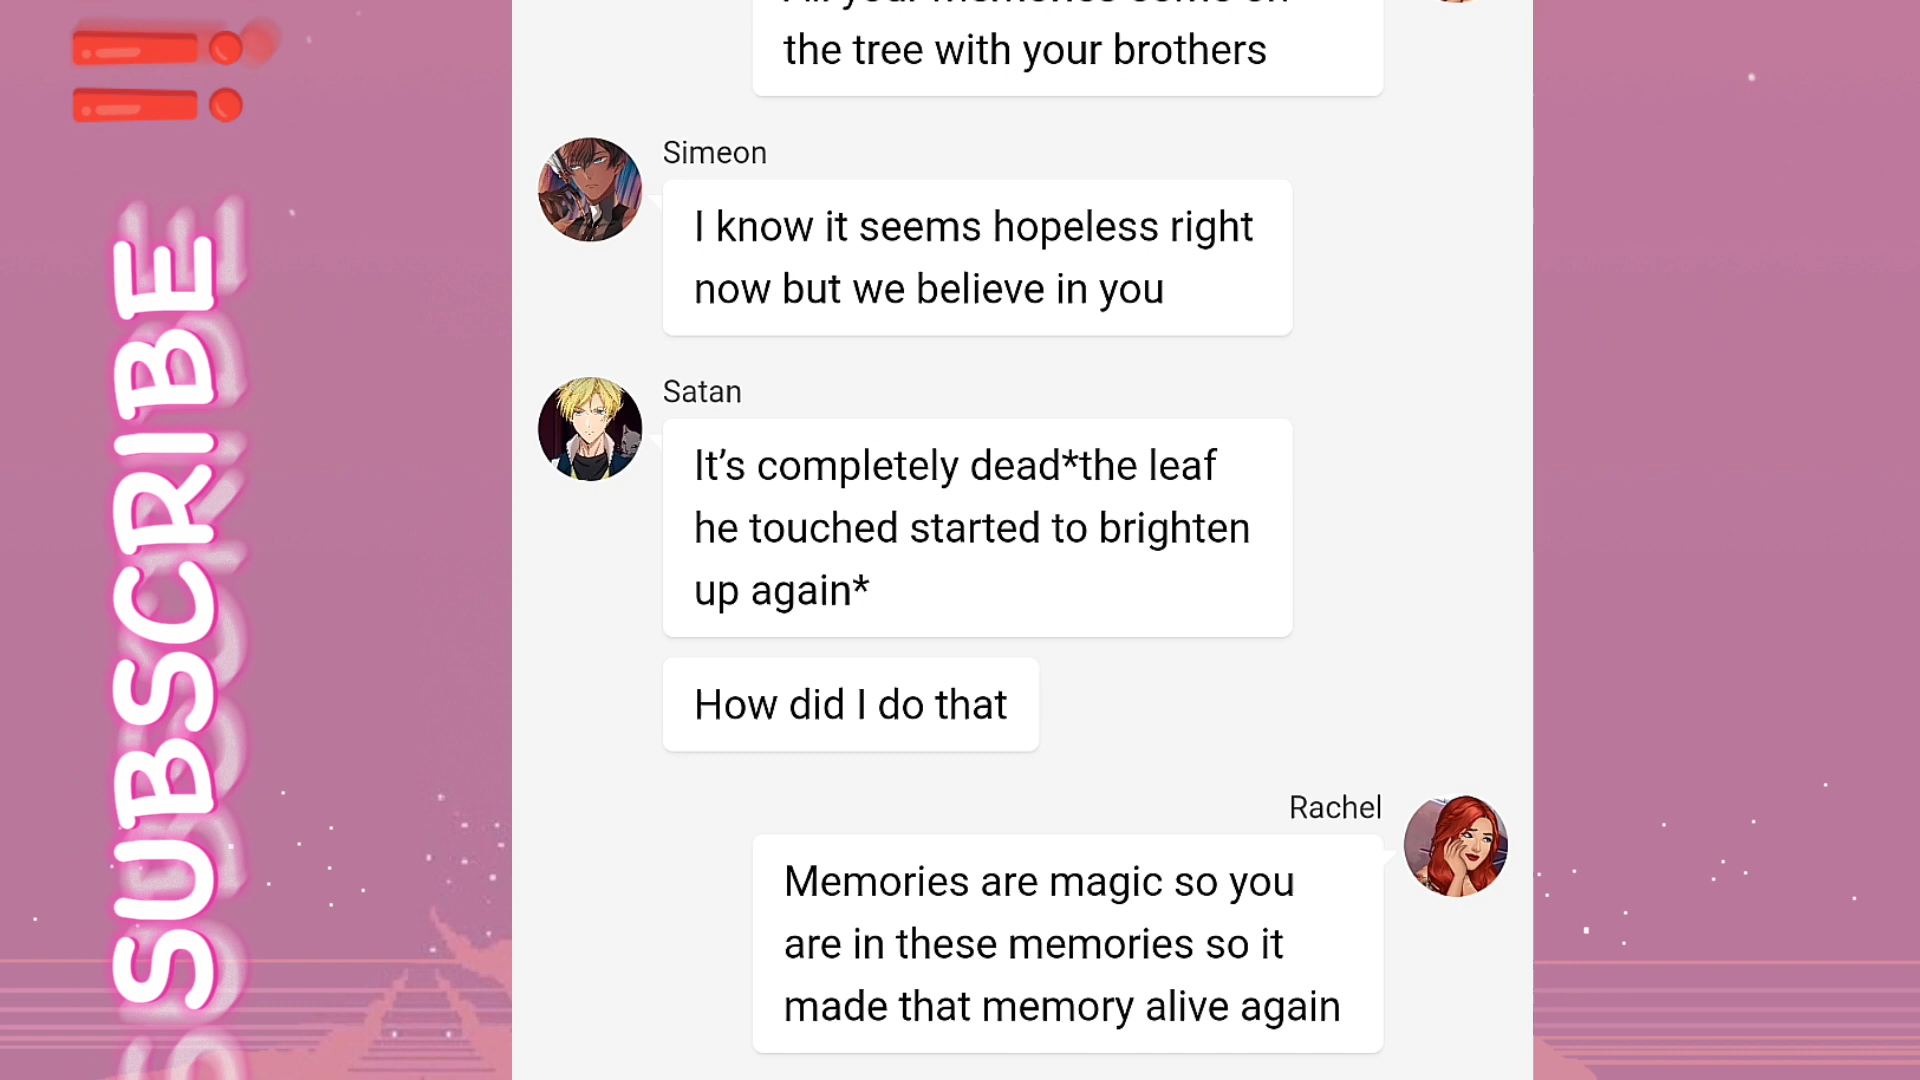 !!
SUBSCRIBE
the tree with your brothers
Simeon
I know it seems hopeless right
now but we believe in you
Satan
It’s completely dead*the leaf
he touched started to brighten
up again*
How did I do that
Rachel
Memories are magic so you
are in these memories so it
made that memory alive again